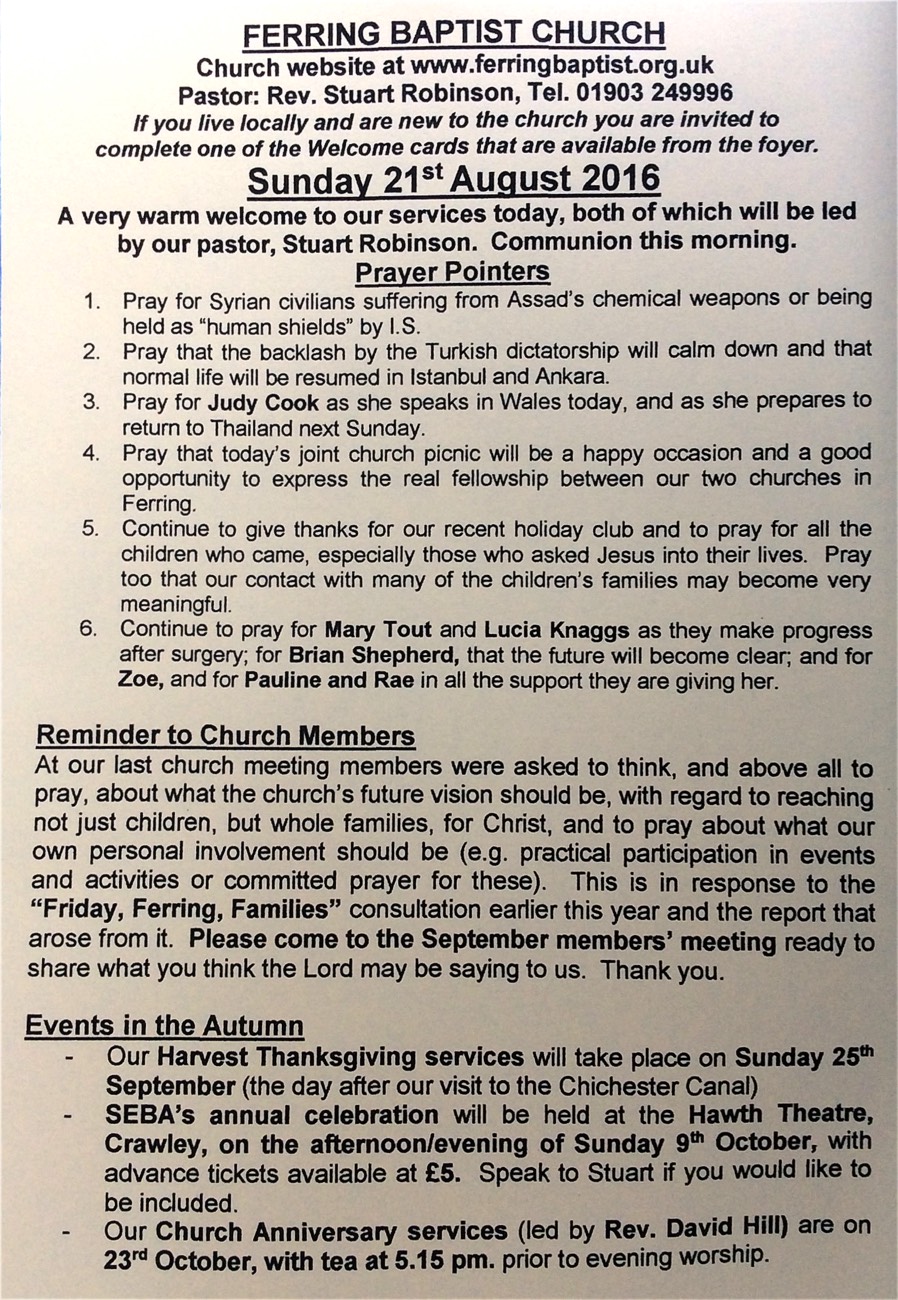 FERRING BAPTIST CHURCH
Church website at www.ferringbaptist.org.uk
Pastor: Rev. Stuart Robinson, Tel. 01903 249996
If you live locally and are new to the church you are invited to
complete one of the Welcome cards that are available from the foyer.
Sunday 21st August 2016
A very warm welcome to our services today, both of which will be led
by our pastor, Stuart Robinson. Communion this morning.
Prayer Pointers
1. Pray for Syrian civilians suffering from Assad's chemical weapons or being
held as "human shields" by I.S.
2. Pray that the backlash by the Turkish dictatorship will calm down and that
normal life will be resumed in Istanbul and Ankara.
3. Pray for Judy Cook as she speaks in Wales today, and as she prepares to
return to Thailand next Sunday.
4. Pray that today's joint church picnic will be a happy occasion and a good
opportunity to express the real fellowship between our two churches in
Ferring.
5. Continue to give thanks for our recent holiday club and to pray for all the
children who came, especially those who asked Jesus into their lives. Pray
too that our contact with many of the children's families may become very
meaningful.
6. Continue to pray for Mary Tout and Lucia Knaggs as they make progress
after surgery; for Brian Shepherd, that the future will become clear; and for
Zoe, and for Pauline and Rae in all the support they are giving her.
Reminder to Church Members
At our last church meeting members were asked to think, and above all to
pray, about what the church's future vision should be, with regard to reaching
not just children, but whole families, for Christ, and to pray about what our
own personal involvement should be (e.g. practical participation in events
and activities or committed prayer for these). This is in response to the
"Friday, Ferring, Families" consultation earlier this year and the report that
arose from it. Please come to the September members' meeting ready to
share what you think the Lord may be saying to us. Thank you.
Events in the Autumn
- Our Harvest Thanksgiving services will take place on Sunday 25th
September (the day after our visit to the Chichester Canal)
- SEBA's annual celebration will be held at the Hawth Theatre,
Crawley, on the afternoon/evening of Sunday 9th October, with
advance tickets available at £5. Speak to Stuart if you would like to
be included.
- Our Church Anniversary services (led by Rev. David Hill) are on
23rd October, with tea at 5.15 pm. prior to evening worship.